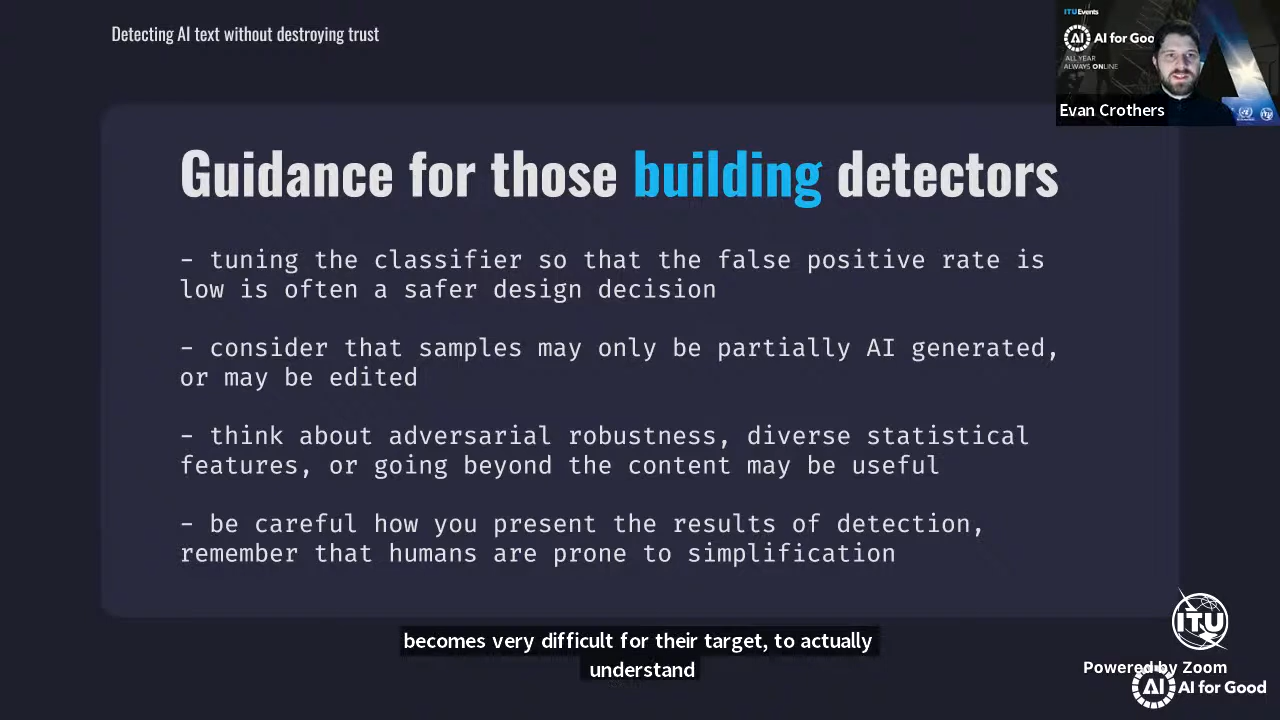 Detecting AI text without destroying trust
ITUEvents
AI for Goo
ALL YEAR
ALWAYS ONLINE
Evan Crothers
Guidance for those building detectors
- tuning the classifier so that the false positive rate is
low is often a safer design decision
- consider that samples may only be partially AI generated,
or may be edited
- think about adversarial robustness, diverse statistical
features, or going beyond the content may be useful
- be careful how you present the results of detection,
remember that humans are prone to simplification
becomes very difficult for their target, to actually
understand
ITU
Powered by Zoom
AI AI for Good